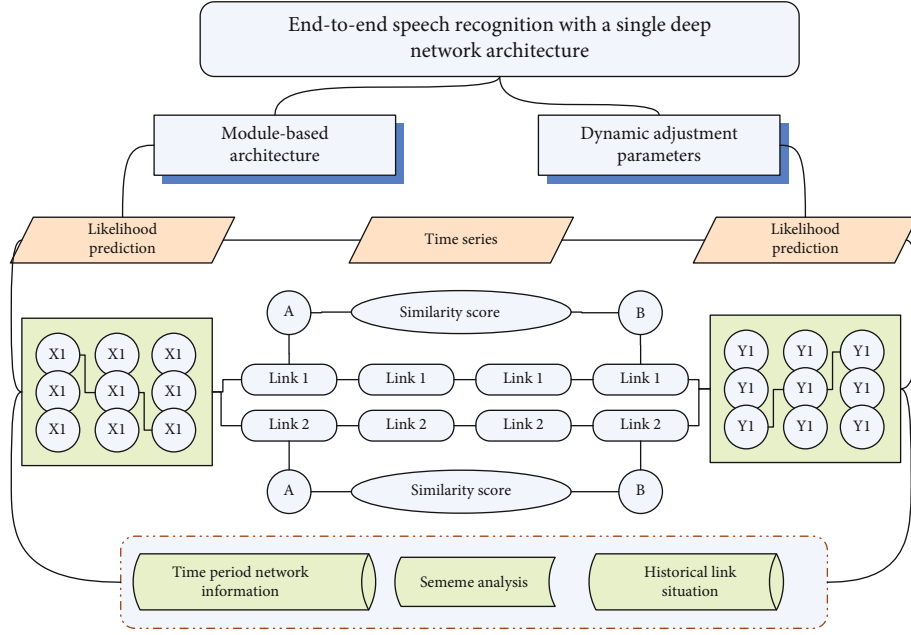 End-to-end speech recognition with a single deep
network architecture
Module-based
architecture
Dynamic adjustment
parameters
Likelihood
prediction
Time series
Likelihood
prediction
A
Similarity score
B
X1
X1
X1
X1
X1
X1
X1
X1
X1
Link 1
Link 1
Link 1
Link 1
Link 2
Link 2
Link 2
Link 2
Y1
Y1
Y1
Y1
Y1
Y1
Y1
Y1
Y1
A
Similarity score
B
Time period network
information
Sememe analysis
Historical link
situation